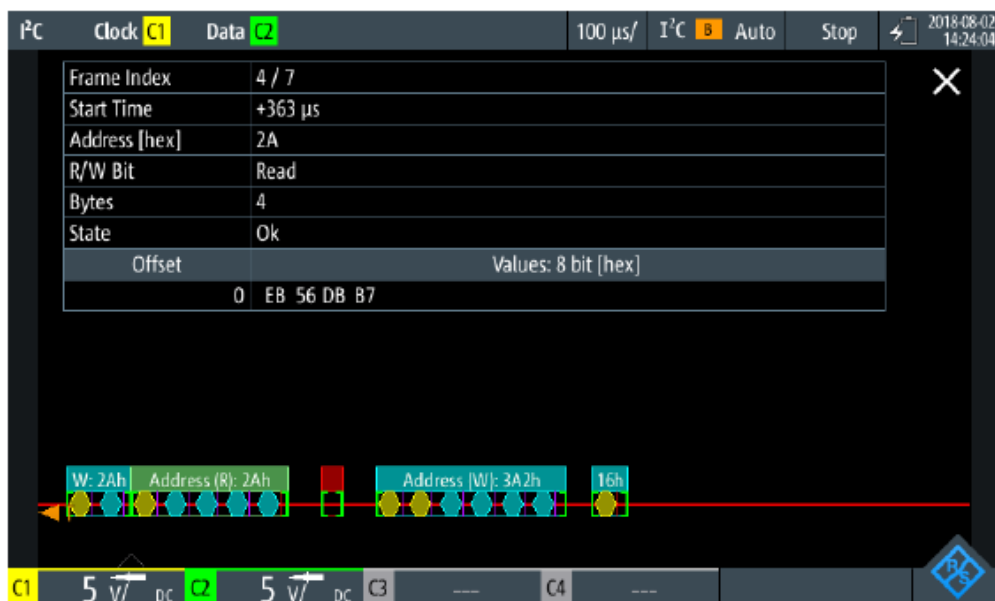 I²C Clock C1 Data C2 100 µs/ I²C B Auto Stop 2018-08-02
14:24:04
Frame Index 4 / 7
Start Time +363 µs
Address [hex] 2A
R/W Bit Read
Bytes 4
State Ok
Offset Values: 8 bit [hex]
0 EB 56 DB B7
W: 2Ah Address (R): 2Ah Address (W): 3A2h 16h
C1 5 V/ DC C2 5 V/ DC C3 --- C4 ---
R&S